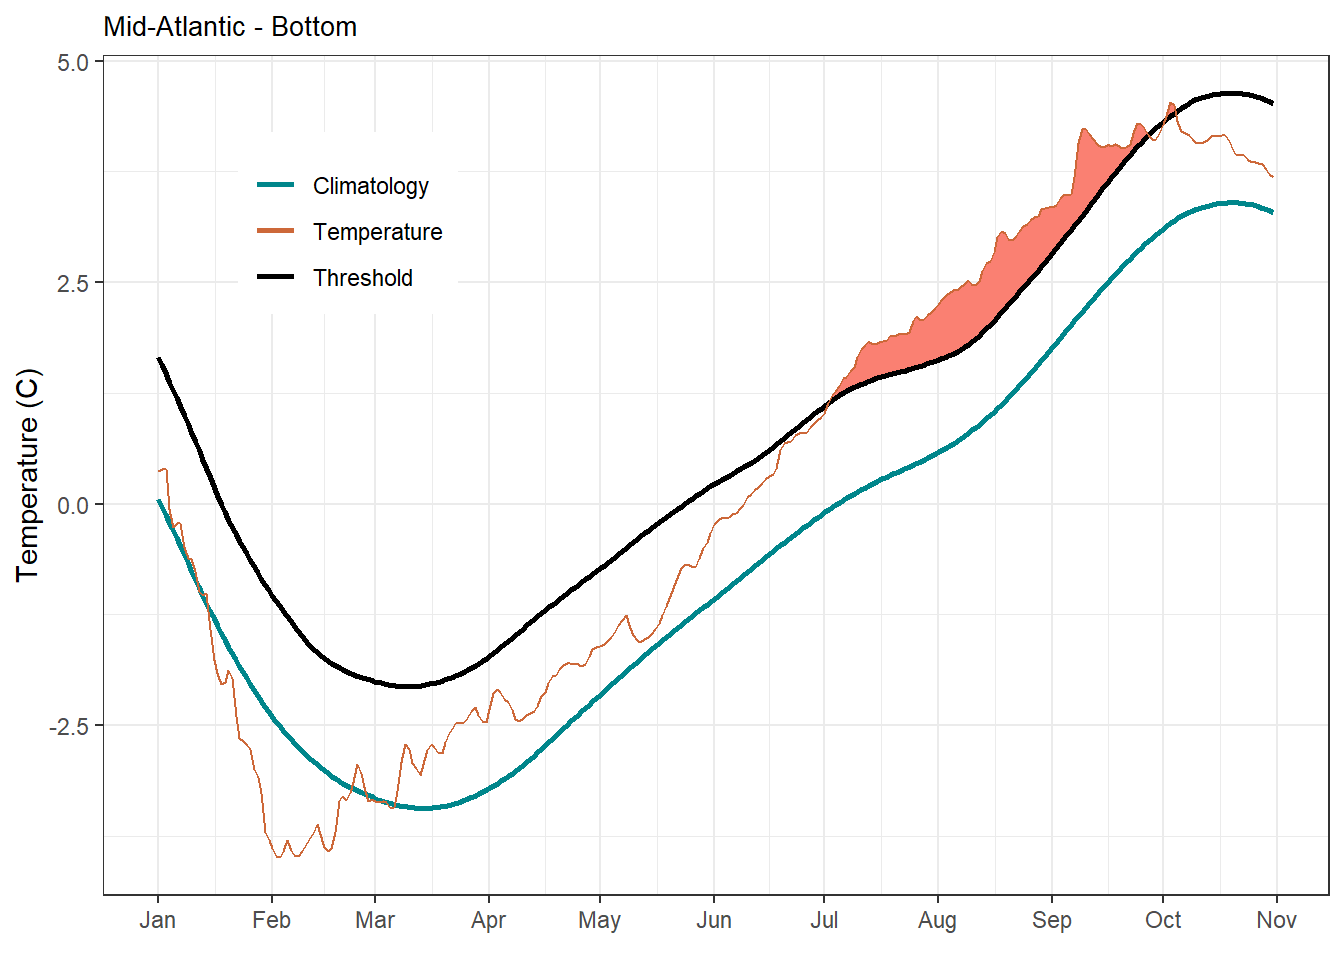 Mid-Atlantic - Bottom
5.0
2.5
0.0
-2.5
Temperature (C)
Climatology
Temperature
Threshold
Jan Feb Mar Apr May Jun Jul Aug Sep Oct Nov